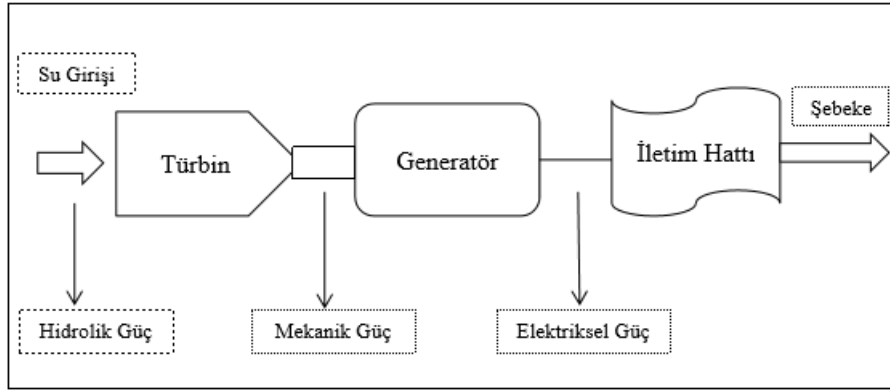 Su Girişi
Şebeke
Türbin
Generatör
İletim Hattı
Hidrolik Güç
Mekanik Güç
Elektriksel Güç